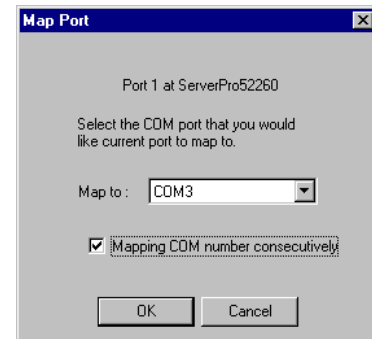 Map Port
Port 1 at ServerPro52260
Select the COM port that you would
like current port to map to.
Map to : COM3
Mapping COM number consecutively
OK Cancel